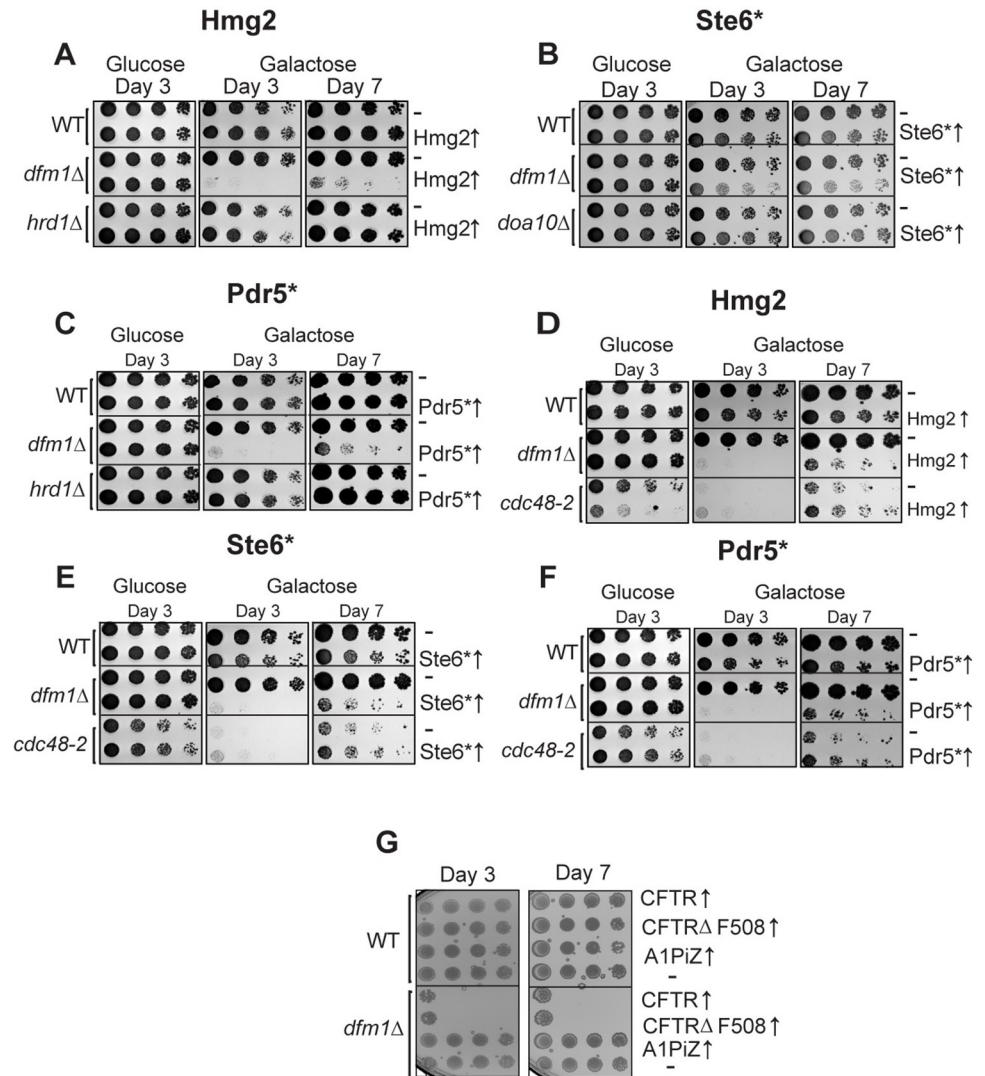 Hmg2
A
Glucose
Galactose
Day 3
Day 3
Day 7
WT
-
Hmg2↑
dfm1Δ
-
Hmg2↑
hrd1Δ
-
Hmg2↑
Ste6*
B
Glucose
Galactose
Day 3
Day 3
Day 7
WT
-
Ste6*↑
dfm1Δ
-
Ste6*↑
doa10Δ
-
Ste6*↑
Pdr5*
C
Glucose
Galactose
Day 3
Day 3
Day 7
WT
-
Pdr5*↑
dfm1Δ
-
Pdr5*↑
hrd1Δ
-
Pdr5*↑
Hmg2
D
Glucose
Galactose
Day 3
Day 3
Day 7
WT
-
Hmg2↑
dfm1Δ
-
Hmg2↑
cdc48-2
-
Hmg2↑
Ste6*
E
Glucose
Galactose
Day 3
Day 3
Day 7
WT
-
Ste6*↑
dfm1Δ
-
Ste6*↑
cdc48-2
-
Ste6*↑
Pdr5*
F
Glucose
Galactose
Day 3
Day 3
Day 7
WT
-
Pdr5*↑
dfm1Δ
-
Pdr5*↑
cdc48-2
-
Pdr5*↑
G
Day 3
Day 7
WT
CFTR↑
CFTRΔ F508↑
A1PiZ↑
-
dfm1Δ
CFTR↑
CFTRΔ F508↑
A1PiZ↑
-